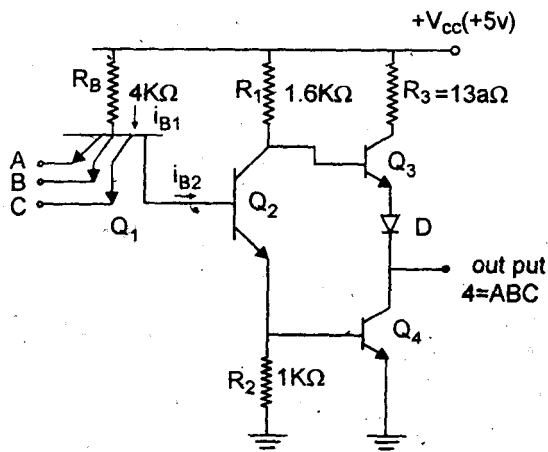 +Vcc(+5v)
RB
4KΩ
iB1
R1 1.6KΩ
R3 =13aΩ
A
B
C
Q1
iB2
Q2
Q3
D
out put
4=ABC
Q4
R2 1KΩ